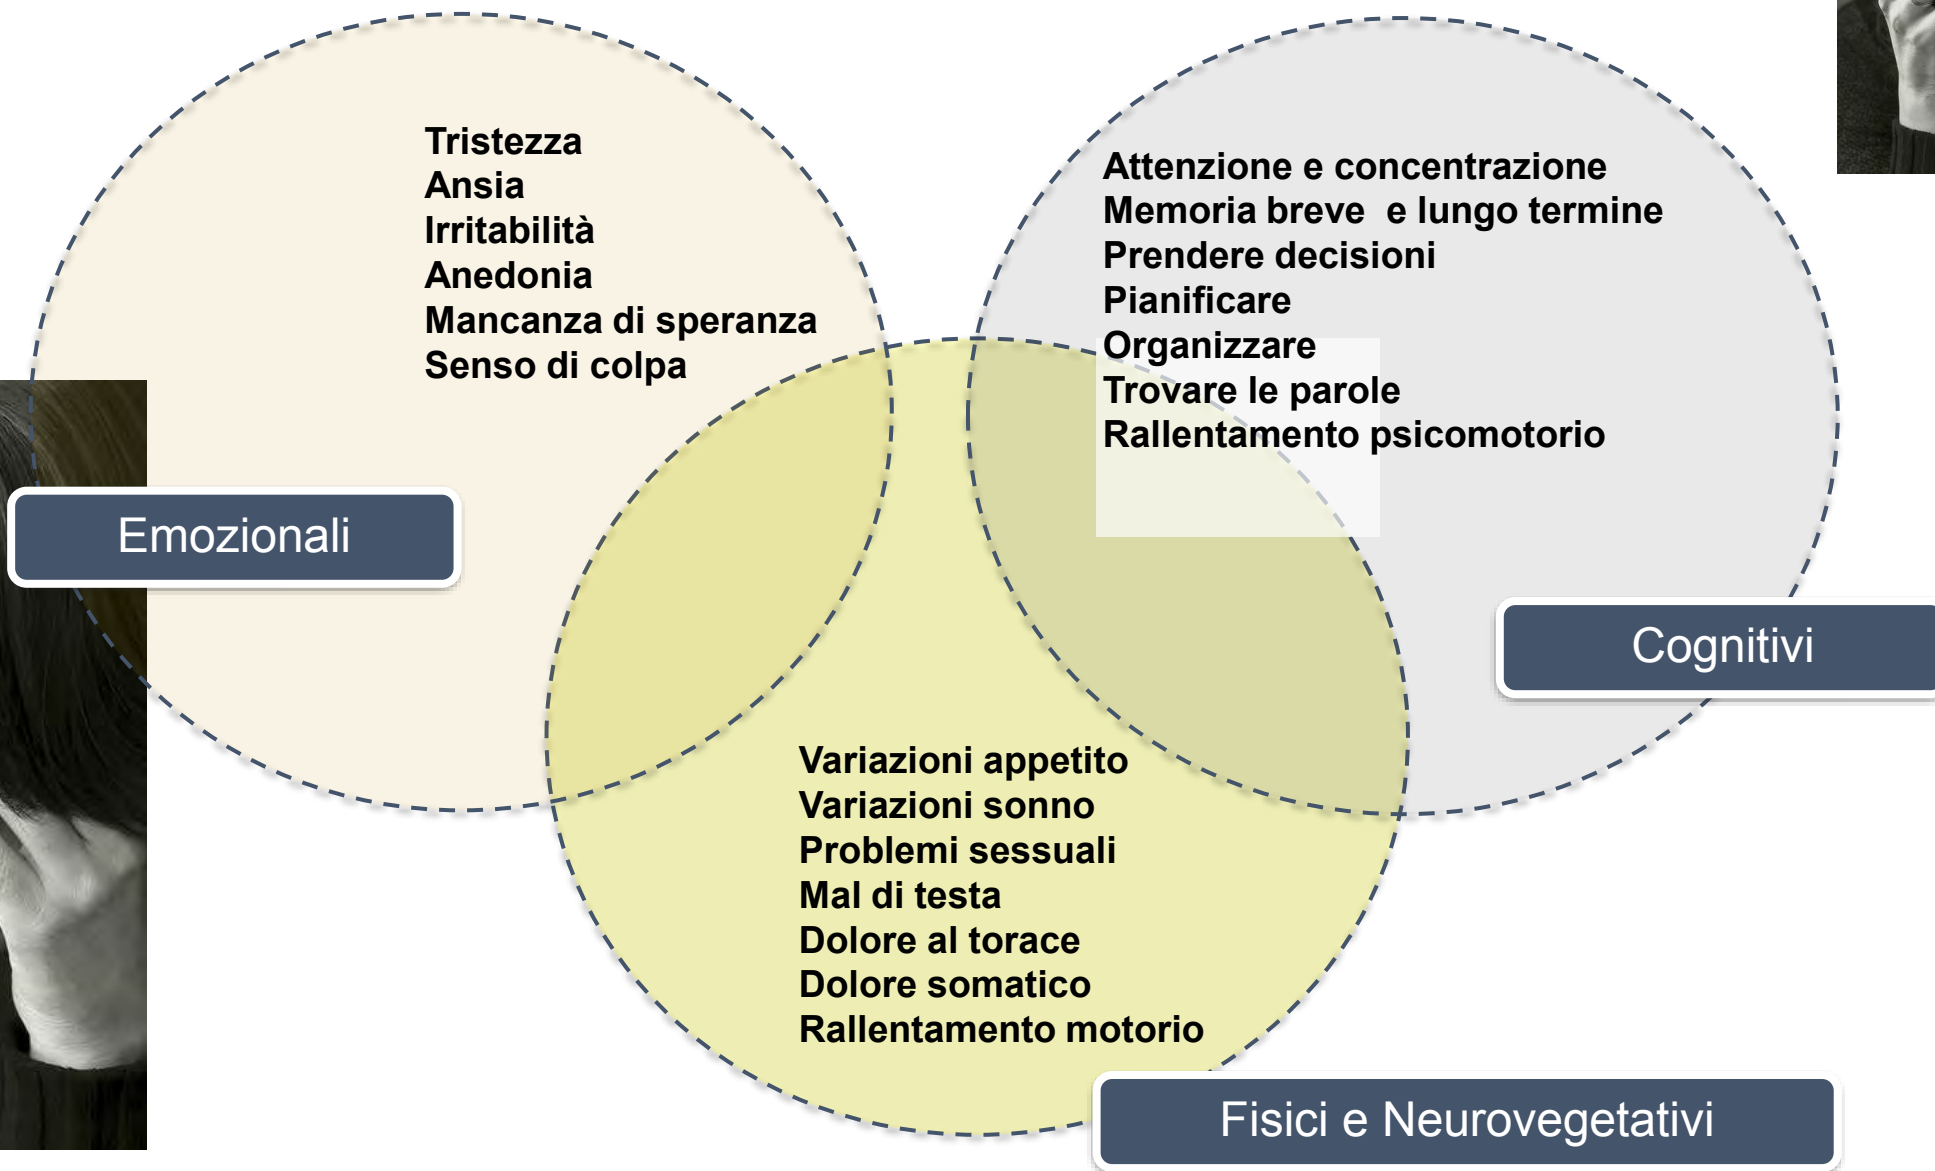 Tristezza
Ansia
Irritabilità
Anedonia
Mancanza di speranza
Senso di colpa
Emozionali
Attenzione e concentrazione
Memoria breve  e lungo termine
Prendere decisioni
Pianificare
Organizzare
Trovare le parole
Rallentamento psicomotorio
Cognitivi
Variazioni appetito
Variazioni sonno
Problemi sessuali
Mal di testa
Dolore al torace
Dolore somatico
Rallentamento motorio
Fisici e Neurovegetativi